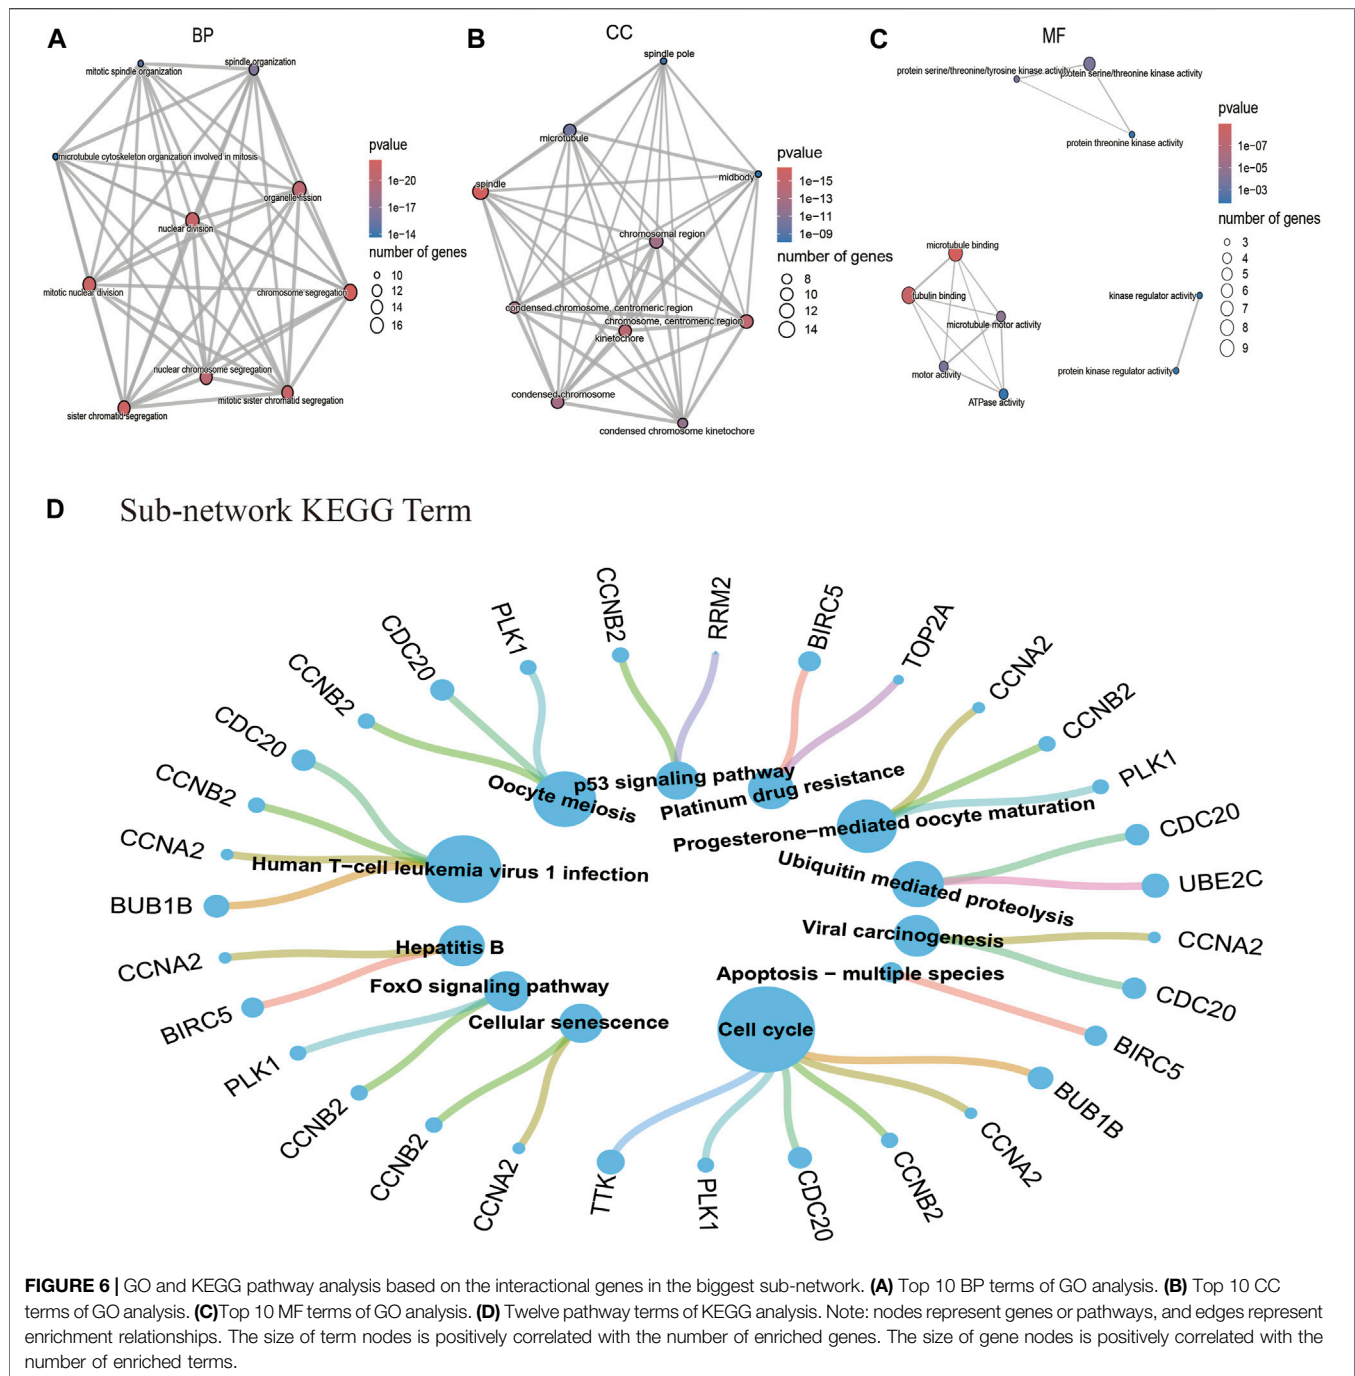 A
BP
mitotic spindle organization
spindle organization
microtubule cytoskeleton organization involved in mitosis
organelle fission
nuclear division
mitotic nuclear division
chromosome segregation
nuclear chromosome segregation
mitotic sister chromatid segregation
sister chromatid segregation
pvalue
1e−20
1e−17
1e−14
number of genes
10
12
14
16
B
CC
spindle pole
microtubule
midbody
spindle
chromosomal region
condensed chromosome, centromeric region
chromosome, centromeric region
kinetochore
condensed chromosome
condensed chromosome kinetochore
pvalue
1e−15
1e−13
1e−11
1e−09
number of genes
8
10
12
14
C
MF
protein serine/threonine/tyrosine kinase activity
protein serine/threonine kinase activity
protein threonine kinase activity
microtubule binding
tubulin binding
microtubule motor activity
motor activity
ATPase activity
kinase regulator activity
protein kinase regulator activity
pvalue
1e−07
1e−05
1e−03
number of genes
3
4
5
6
7
8
9
D
Sub-network KEGG Term
CCNB2
RRM2
BIRC5
TOP2A
CCNA2
CCNB2
PLK1
CDC20
UBE2C
CCNA2
CDC20
BIRC5
BUB1B
CCNA2
CCNB2
CDC20
PLK1
TTK
CCNA2
CCNB2
CCNB2
PLK1
BIRC5
CCNA2
BUB1B
CCNA2
CCNB2
CDC20
CCNB2
CDC20
PLK1
Oocyte meiosis
p53 signaling pathway
Platinum drug resistance
Progesterone−mediated oocyte maturation
Ubiquitin mediated proteolysis
Viral carcinogenesis
Apoptosis − multiple species
Cell cycle
Cellular senescence
FoxO signaling pathway
Hepatitis B
Human T−cell leukemia virus 1 infection
FIGURE 6 | GO and KEGG pathway analysis based on the interactional genes in the biggest sub-network. (A) Top 10 BP terms of GO analysis. (B) Top 10 CC
terms of GO analysis. (C)Top 10 MF terms of GO analysis. (D) Twelve pathway terms of KEGG analysis. Note: nodes represent genes or pathways, and edges represent
enrichment relationships. The size of term nodes is positively correlated with the number of enriched genes. The size of gene nodes is positively correlated with the
number of enriched terms.